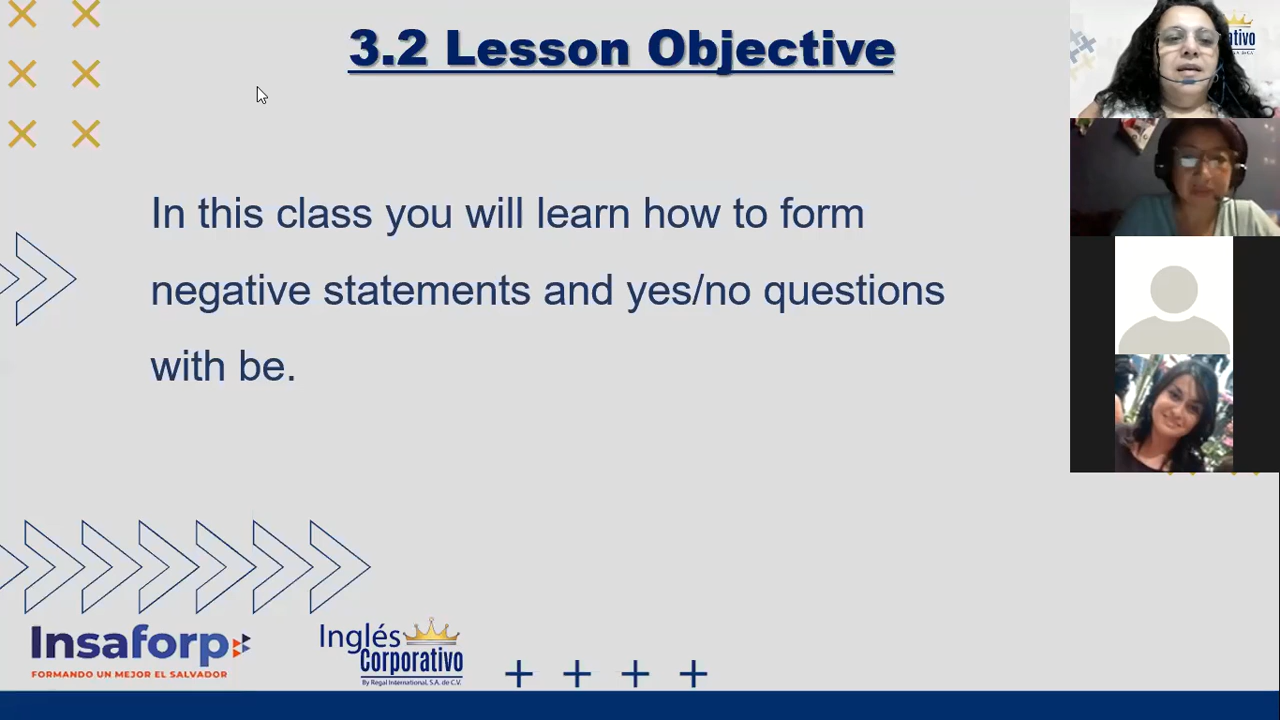 3.2 Lesson Objective
In this class you will learn how to form
negative statements and yes/no questions
with be.
Insaforp
FORMANDO UN MEJOR EL SALVADOR
Inglés
Corporativo
By Regal International, S.A. de C.V.